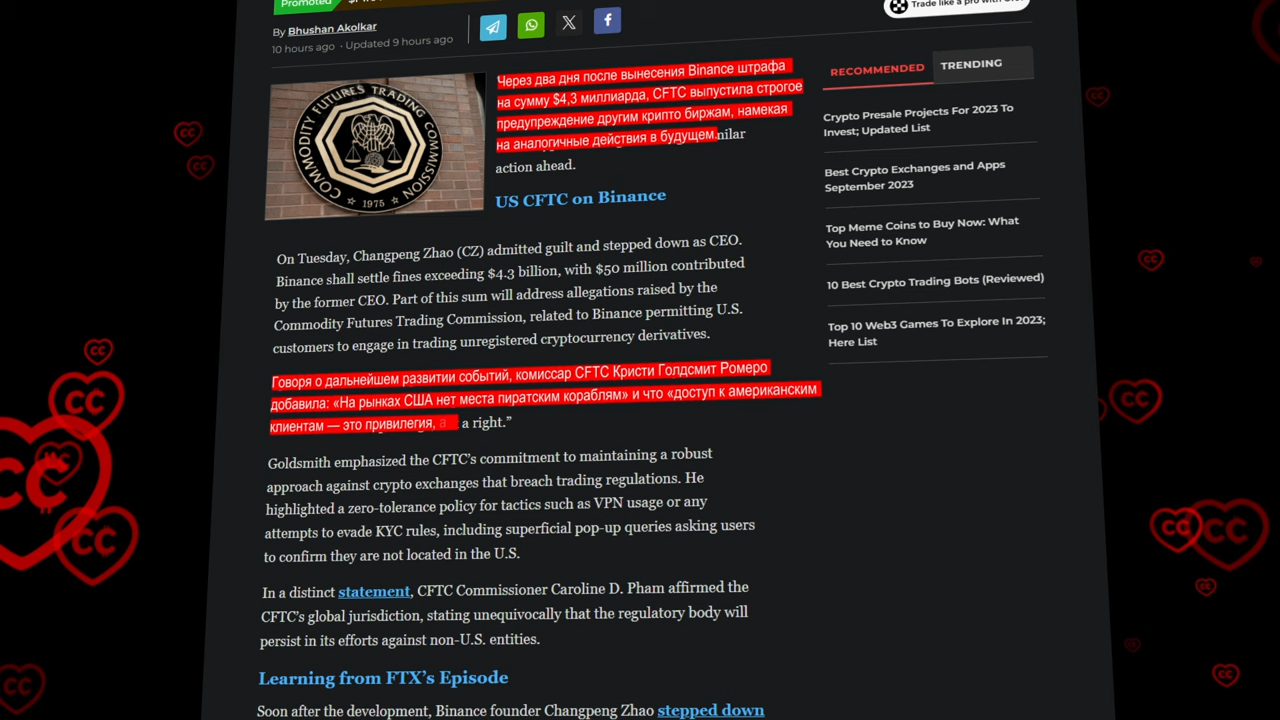 Promoted
By Bhushan Akolkar
10 hours ago · Updated 9 hours ago
Trade like a pro with
COMMODITY FUTURES TRADING COMMISSION
1975
Через два дня после вынесения Binance штрафа
на сумму $4,3 миллиарда, CFTC выпустила строгое
предупреждение другим крипто биржам, намекая
на аналогичные действия в будущем.
action ahead.
US CFTC on Binance
On Tuesday, Changpeng Zhao (CZ) admitted guilt and stepped down as CEO.
Binance shall settle fines exceeding $4.3 billion, with $50 million contributed
by the former CEO. Part of this sum will address allegations raised by the
Commodity Futures Trading Commission, related to Binance permitting U.S.
customers to engage in trading unregistered cryptocurrency derivatives.
Говоря о дальнейшем развитии событий, комиссар CFTC Кристи Голдсмит Ромеро
добавила: «На рынках США нет места пиратским кораблям» и что «доступ к американским
клиентам — это привилегия, а a right.”
Goldsmith emphasized the CFTC’s commitment to maintaining a robust
approach against crypto exchanges that breach trading regulations. He
highlighted a zero-tolerance policy for tactics such as VPN usage or any
attempts to evade KYC rules, including superficial pop-up queries asking users
to confirm they are not located in the U.S.
In a distinct statement, CFTC Commissioner Caroline D. Pham affirmed the
CFTC’s global jurisdiction, stating unequivocally that the regulatory body will
persist in its efforts against non-U.S. entities.
Learning from FTX’s Episode
Soon after the development, Binance founder Changpeng Zhao stepped down
RECOMMENDED
TRENDING
Crypto Presale Projects For 2023 To
Invest; Updated List
Best Crypto Exchanges and Apps
September 2023
Top Meme Coins to Buy Now: What
You Need to Know
10 Best Crypto Trading Bots (Reviewed)
Top 10 Web3 Games To Explore In 2023;
Here List